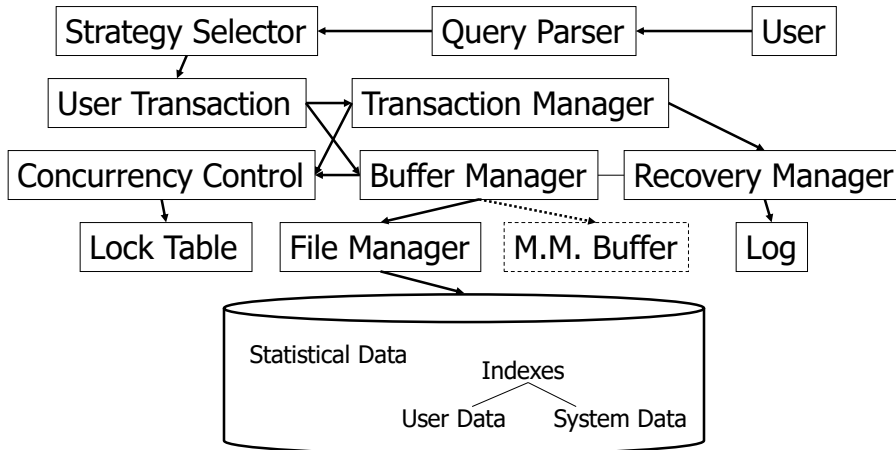 Strategy Selector
Query Parser
User
User Transaction
Transaction Manager
Concurrency Control
Buffer Manager
Recovery Manager
Lock Table
File Manager
M.M. Buffer
Log
Statistical Data
Indexes
User Data
System Data